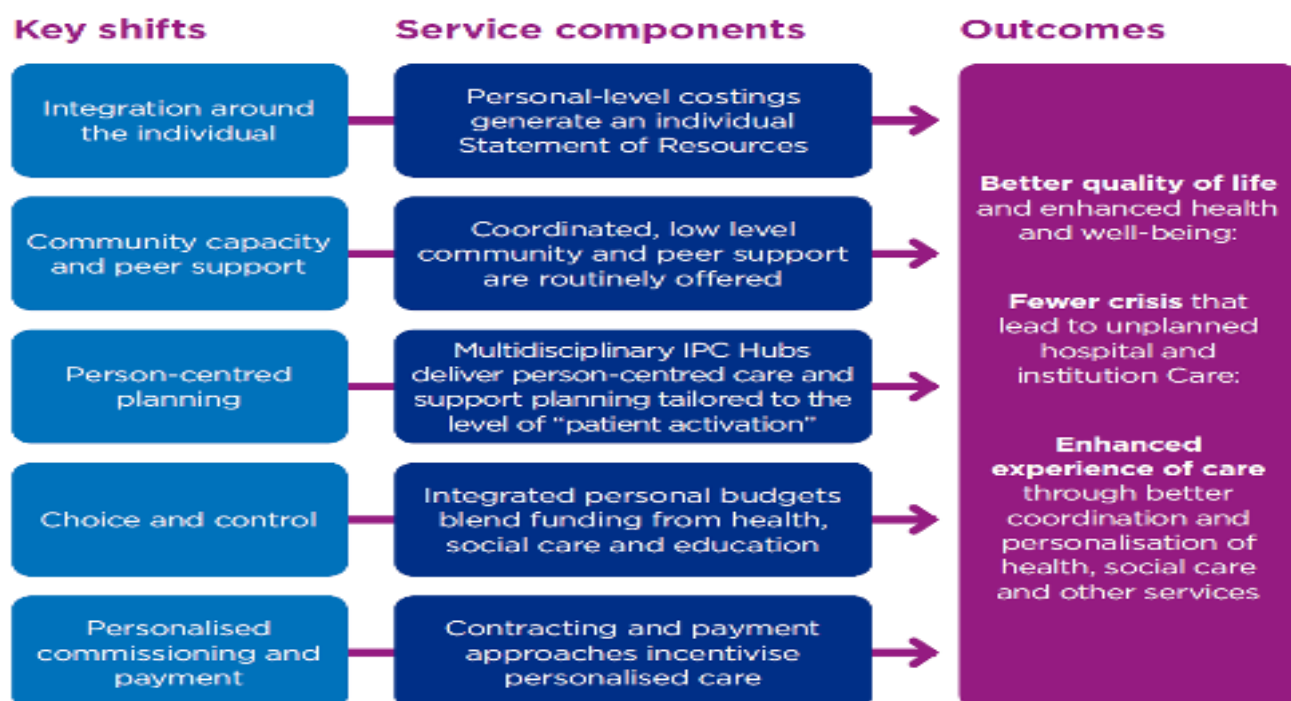 Key shifts
Service components
Outcomes
Integration around
the individual
Personal-level costings
generate an individual
Statement of Resources
Community capacity
and peer support
Coordinated, low level
community and peer support
are routinely offered
Person-centred
planning
Multidisciplinary IPC Hubs
deliver person-centred care and
support planning tailored to the
level of “patient activation”
Choice and control
Integrated personal budgets
blend funding from health,
social care and education
Personalised
commissioning and
payment
Contracting and payment
approaches incentivise
personalised care
Better quality of life
and enhanced health
and well-being:
Fewer crisis that
lead to unplanned
hospital and
institution Care:
Enhanced
experience of care
through better
coordination and
personalisation of
health, social care
and other services